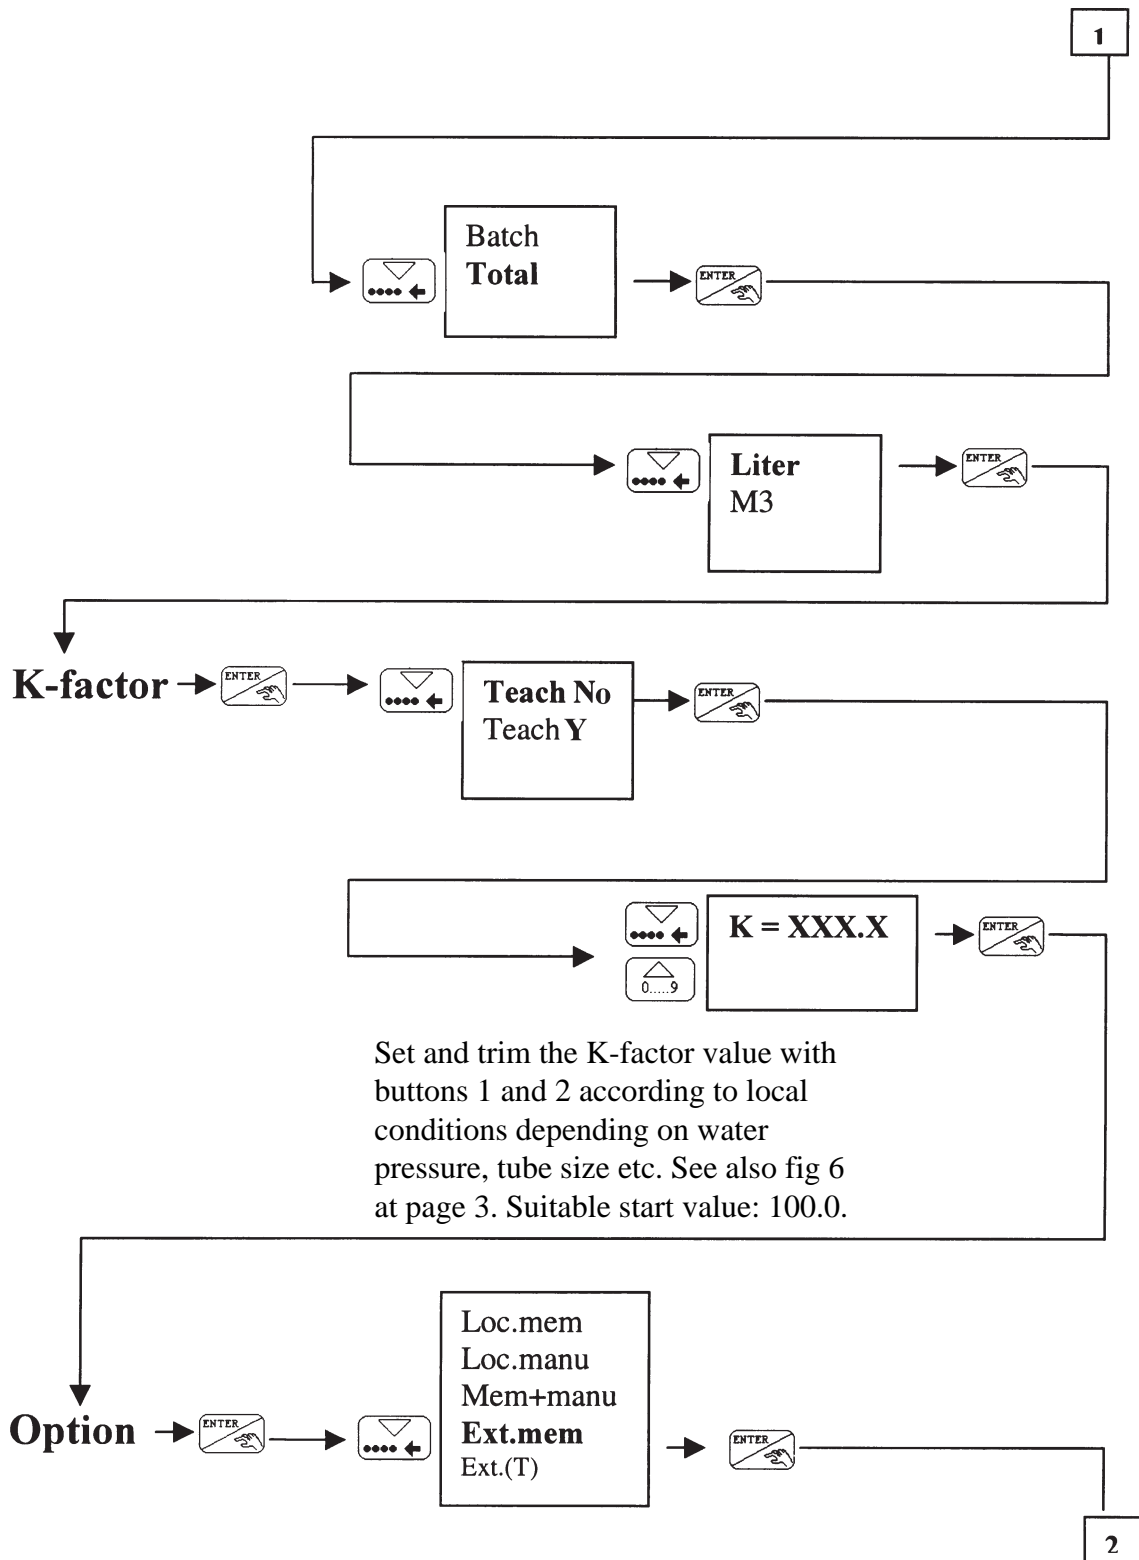 1
Batch
Total
ENTER
Liter
M3
ENTER
K-factor
ENTER
Teach No
Teach Y
ENTER
K = XXX.X
0.....9
ENTER
Set and trim the K-factor value with
buttons 1 and 2 according to local
conditions depending on water
pressure, tube size etc. See also fig 6
at page 3. Suitable start value: 100.0.
Loc.mem
Loc.manu
Mem+manu
Option
ENTER
Ext.mem
Ext.(T)
ENTER
2